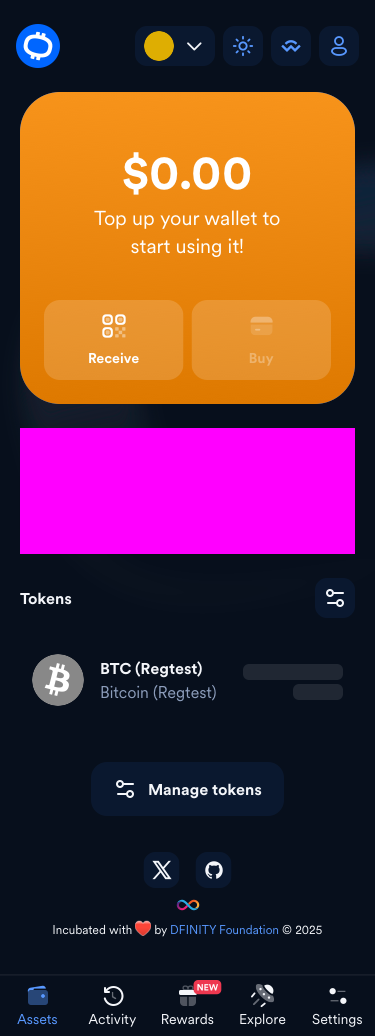 $0.00
Top up your wallet to
start using it!
Receive
Buy
Tokens
BTC (Regtest)
Bitcoin (Regtest)
Manage tokens
Incubated with ❤️ by DFINITY Foundation © 2025
NEW
Assets
Activity
Rewards
Explore
Settings